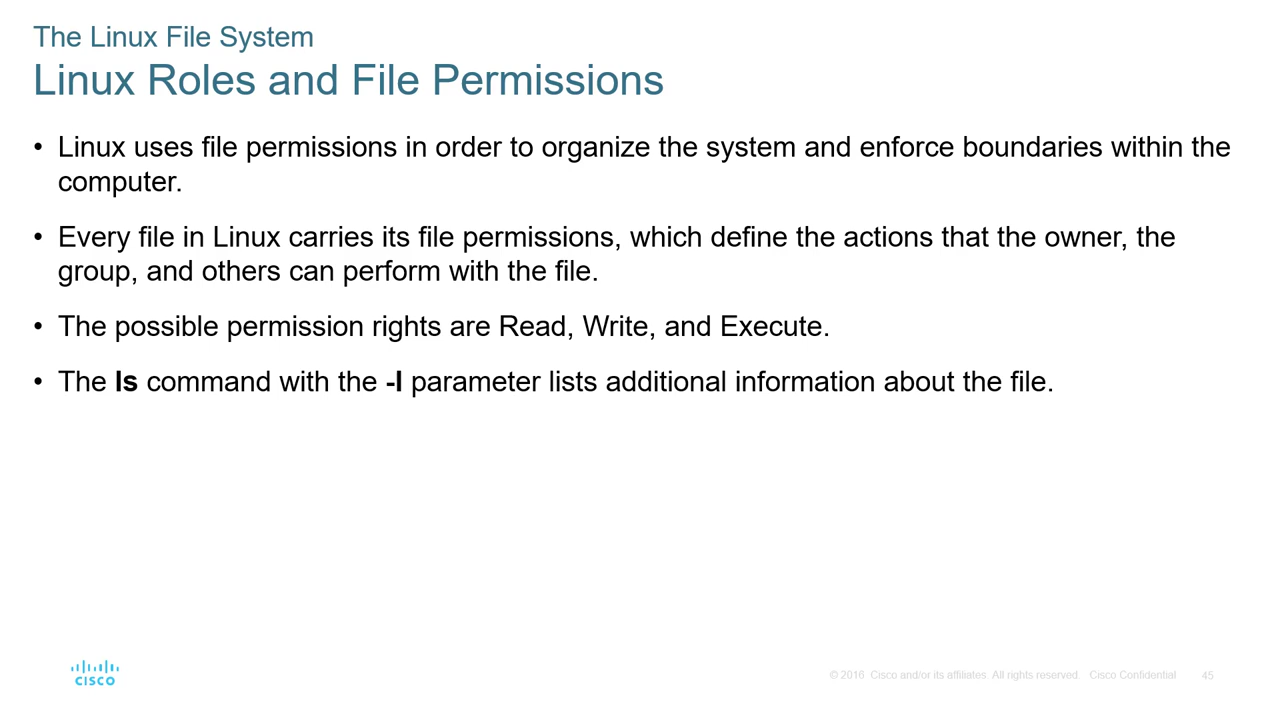 The Linux File System
Linux Roles and File Permissions
• Linux uses file permissions in order to organize the system and enforce boundaries within the
computer.
• Every file in Linux carries its file permissions, which define the actions that the owner, the
group, and others can perform with the file.
• The possible permission rights are Read, Write, and Execute.
• The ls command with the -l parameter lists additional information about the file.
CISCO
© 2016 Cisco and/or its affiliates. All rights reserved. Cisco Confidential 45